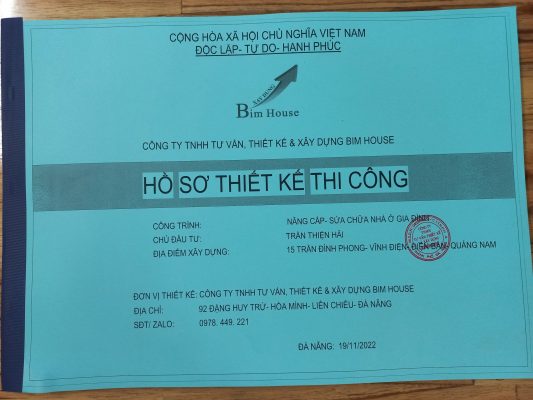 CỘNG HÒA XÃ HỘI CHỦ NGHĨA VIỆT NAM
ĐỘC LẬP- TỰ DO- HẠNH PHÚC
XÂY DỰNG
Bim House
CÔNG TY TNHH TƯ VẤN, THIẾT KẾ & XÂY DỰNG BIM HOUSE
HỒ SƠ THIẾT KẾ THI CÔNG
CÔNG TRÌNH: NÂNG CẤP- SỬA CHỮA NHÀ Ở GIA ĐÌNH
CHỦ ĐẦU TƯ: TRẦN THIỆN HẢI
ĐỊA ĐIỂM XÂY DỰNG: 15 TRẦN ĐÌNH PHONG- VĨNH ĐIỆN- ĐIỆN BÀN- QUẢNG NAM
ĐƠN VỊ THIẾT KẾ: CÔNG TY TNHH TƯ VẤN, THIẾT KẾ & XÂY DỰNG BIM HOUSE
ĐỊA CHỈ: 92 ĐẶNG HUY TRỨ- HÒA MINH- LIÊN CHIỂU- ĐÀ NẴNG
SĐT/ ZALO: 0978. 449. 221
ĐÀ NẴNG: 19/11/2022